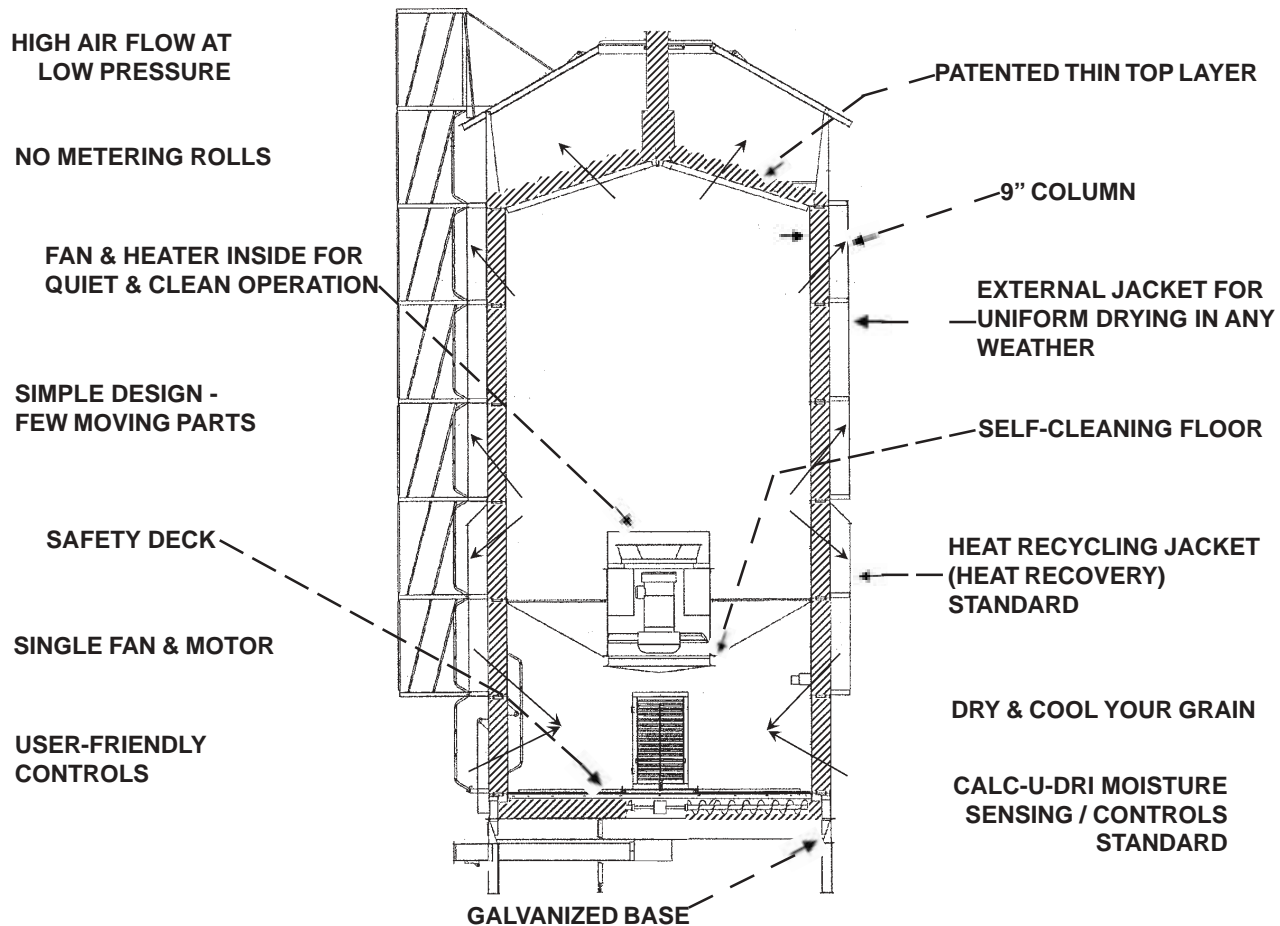 HIGH AIR FLOW AT
LOW PRESSURE
NO METERING ROLLS
FAN & HEATER INSIDE FOR
QUIET & CLEAN OPERATION
SIMPLE DESIGN -
FEW MOVING PARTS
SAFETY DECK
SINGLE FAN & MOTOR
USER-FRIENDLY
CONTROLS
PATENTED THIN TOP LAYER
9” COLUMN
EXTERNAL JACKET FOR
UNIFORM DRYING IN ANY
WEATHER
SELF-CLEANING FLOOR
HEAT RECYCLING JACKET
(HEAT RECOVERY)
STANDARD
DRY & COOL YOUR GRAIN
CALC-U-DRI MOISTURE
SENSING / CONTROLS
STANDARD
GALVANIZED BASE